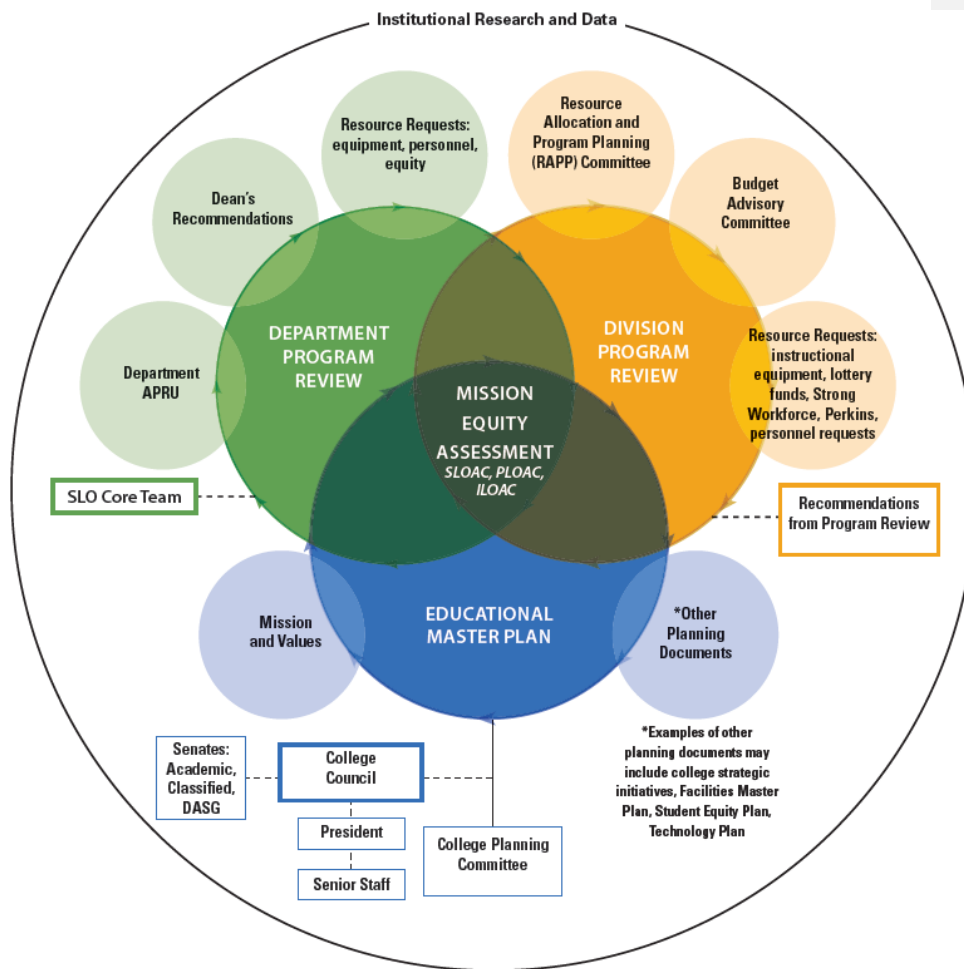 Institutional Research and Data
Resource Requests:
equipment, personnel,
equity
Resource
Allocation and
Program Planning
(RAPP) Committee
Dean's
Recommendations
Budget
Advisory
Committee
DEPARTMENT
PROGRAM
REVIEW
DIVISION
PROGRAM
REVIEW
Department
APRU
Resource Requests:
instructional
equipment, lottery
funds, Strong
Workforce, Perkins,
personnel requests
MISSION
EQUITY
ASSESSMENT
SLOAC, PLOAC,
ILOAC
SLO Core Team
Recommendations
from Program Review
Mission
and Values
EDUCATIONAL
MASTER PLAN
*Other
Planning
Documents
Senates:
Academic,
Classified,
DASG
College
Council
President
Senior Staff
College Planning
Committee
*Examples of other
planning documents may
include college strategic
initiatives, Facilities Master
Plan, Student Equity Plan,
Technology Plan